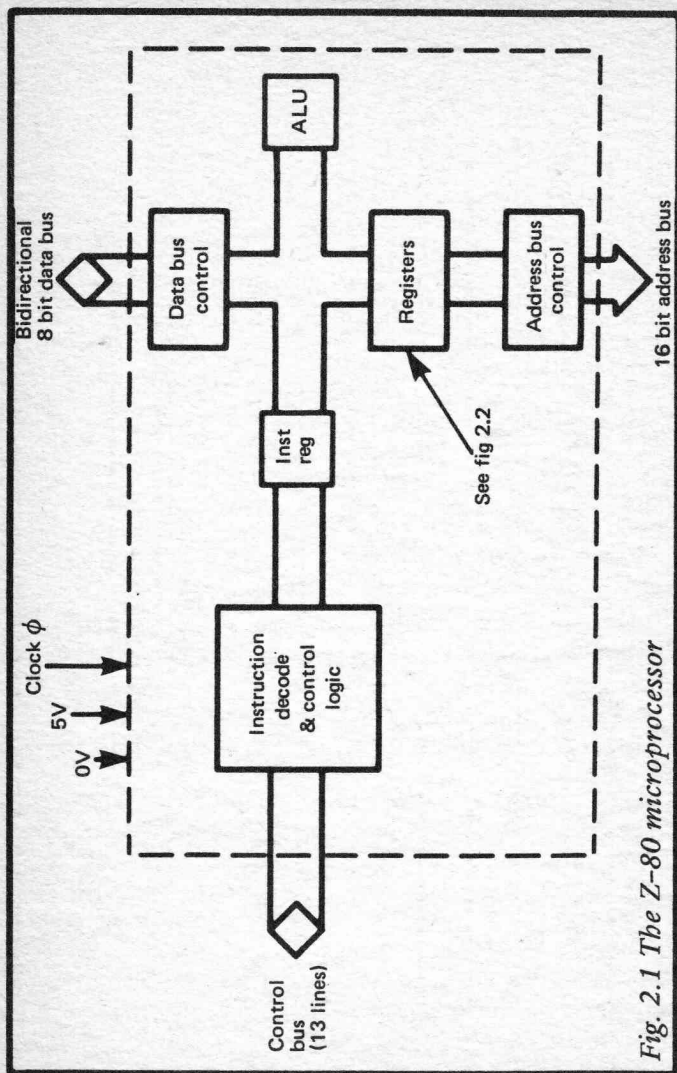 0V
5V
Clock ϕ
Bidirectional
8 bit data bus
Data bus
control
ALU
Control
bus
(13 lines)
Instruction
decode
& control
logic
Inst
reg
Registers
See fig 2.2
Address bus
control
16 bit address bus
Fig. 2.1 The Z–80 microprocessor